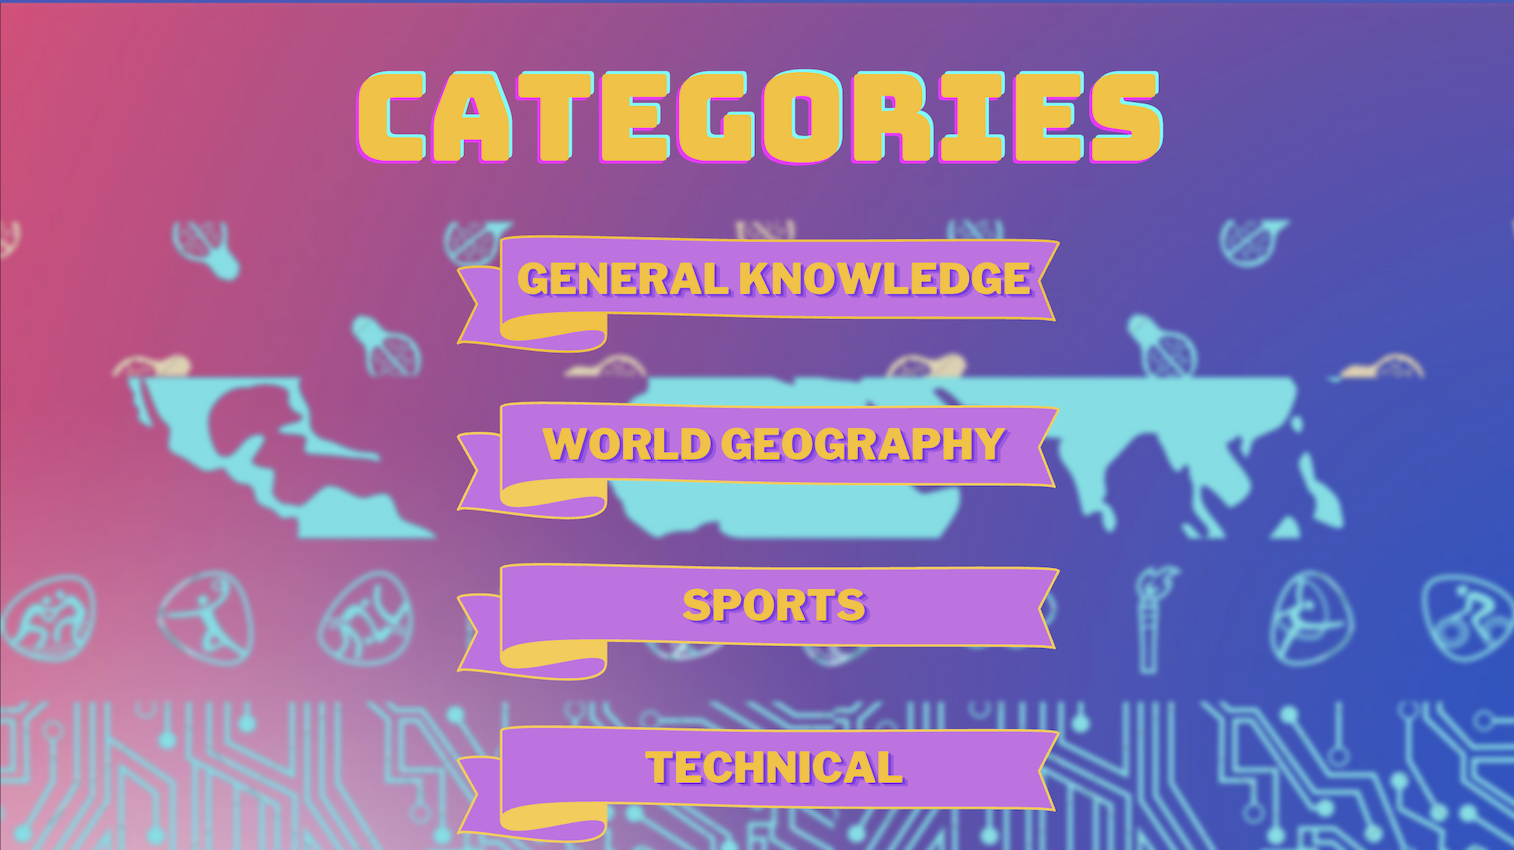 CATEGORIES
GENERAL KNOWLEDGE
WORLD GEOGRAPHY
SPORTS
TECHNICAL